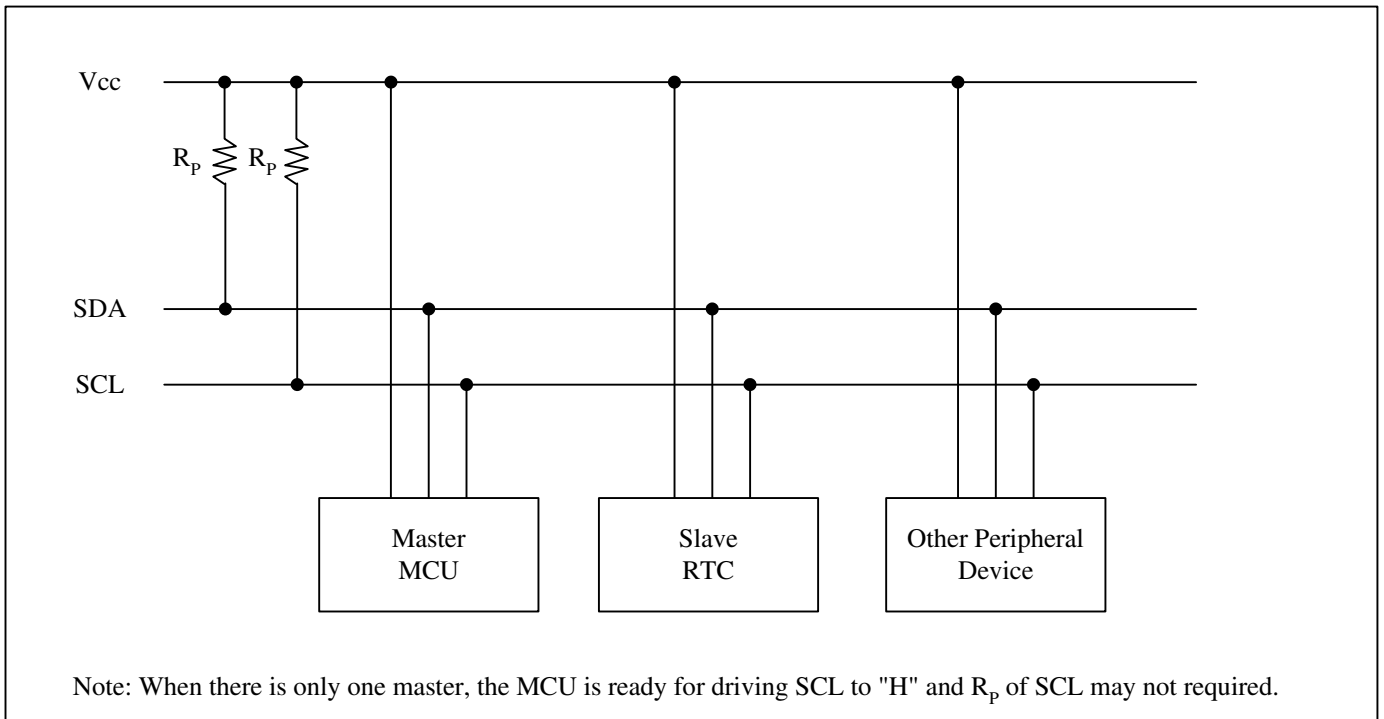 Vcc
R_P R_P
SDA
SCL
Master
MCU
Slave
RTC
Other Peripheral
Device
Note: When there is only one master, the MCU is ready for driving SCL to "H" and R_P of SCL may not required.